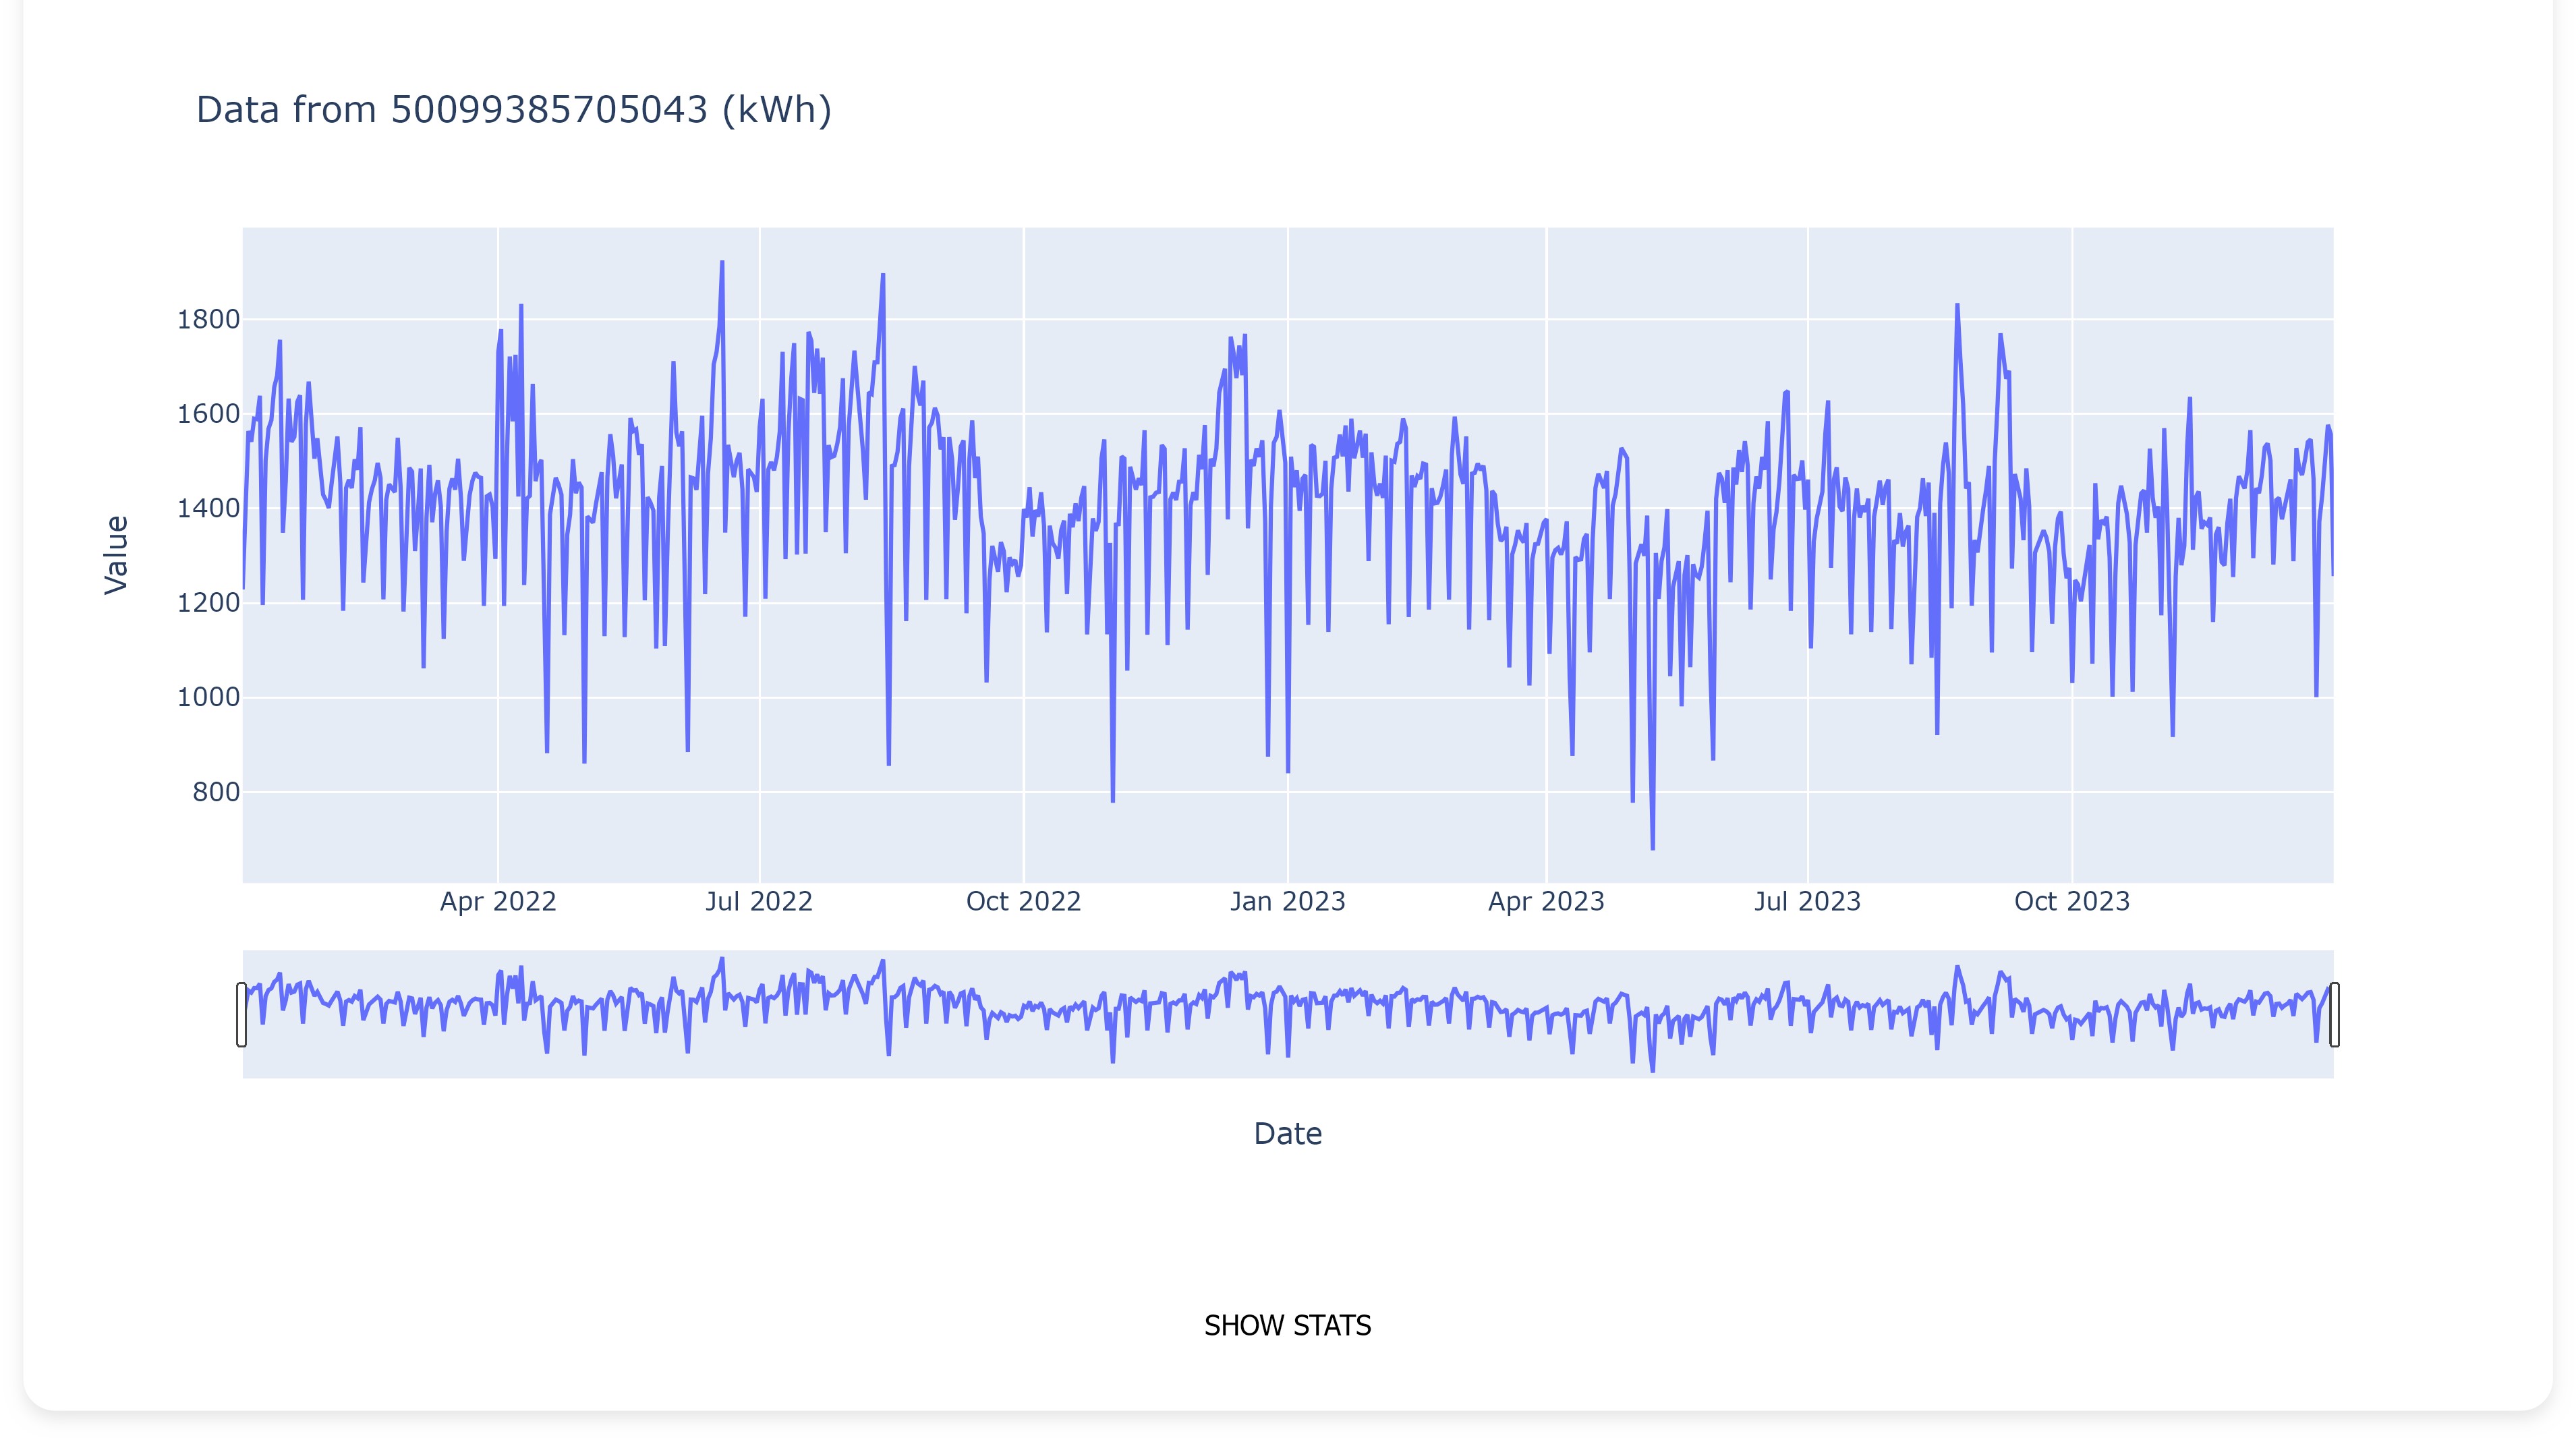 Data from 50099385705043 (kWh)
1800
1600
1400
1200
1000
800
Value
Apr 2022
Jul 2022
Oct 2022
Jan 2023
Apr 2023
Jul 2023
Oct 2023
Date
SHOW STATS